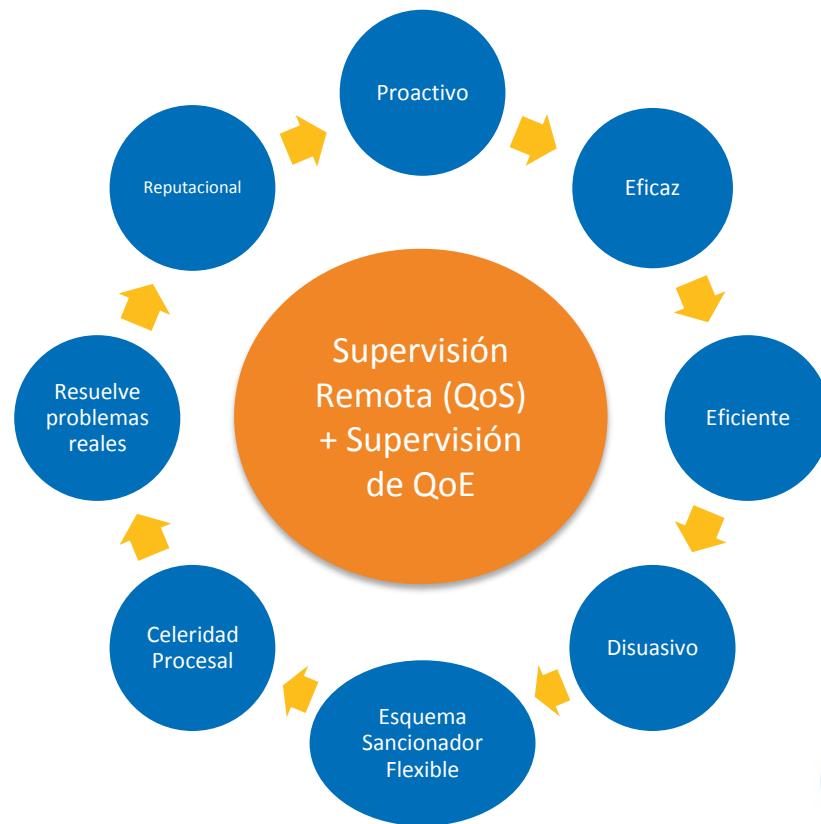 Proactivo
Eficaz
Eficiente
Disuasivo
Esquema
Sancionador
Flexible
Celeridad
Procesal
Resuelve
problemas
reales
Reputacional
Supervisión
Remota (QoS)
+ Supervisión
de QoE